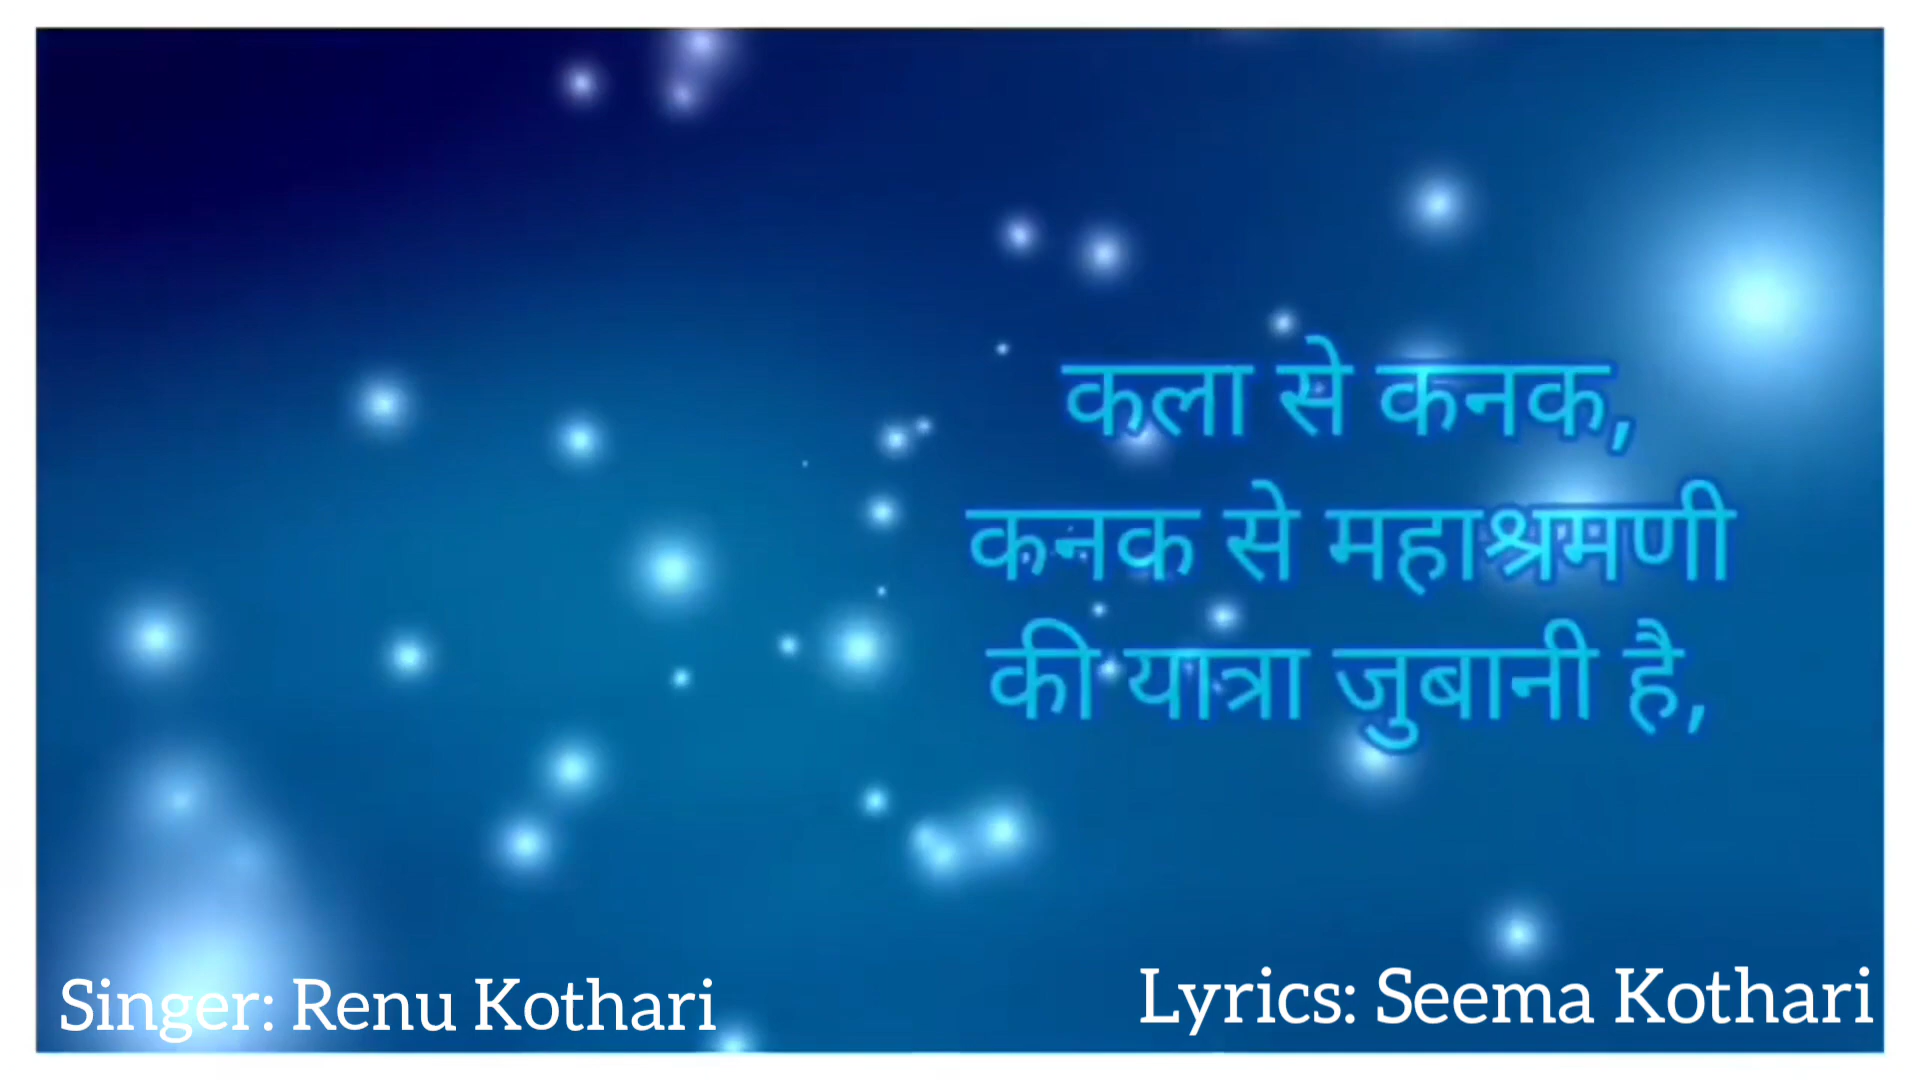 कला से कनक,
कनक से महाश्रमणी
की यात्रा जुबानी है,
Singer: Renu Kothari
Lyrics: Seema Kothari